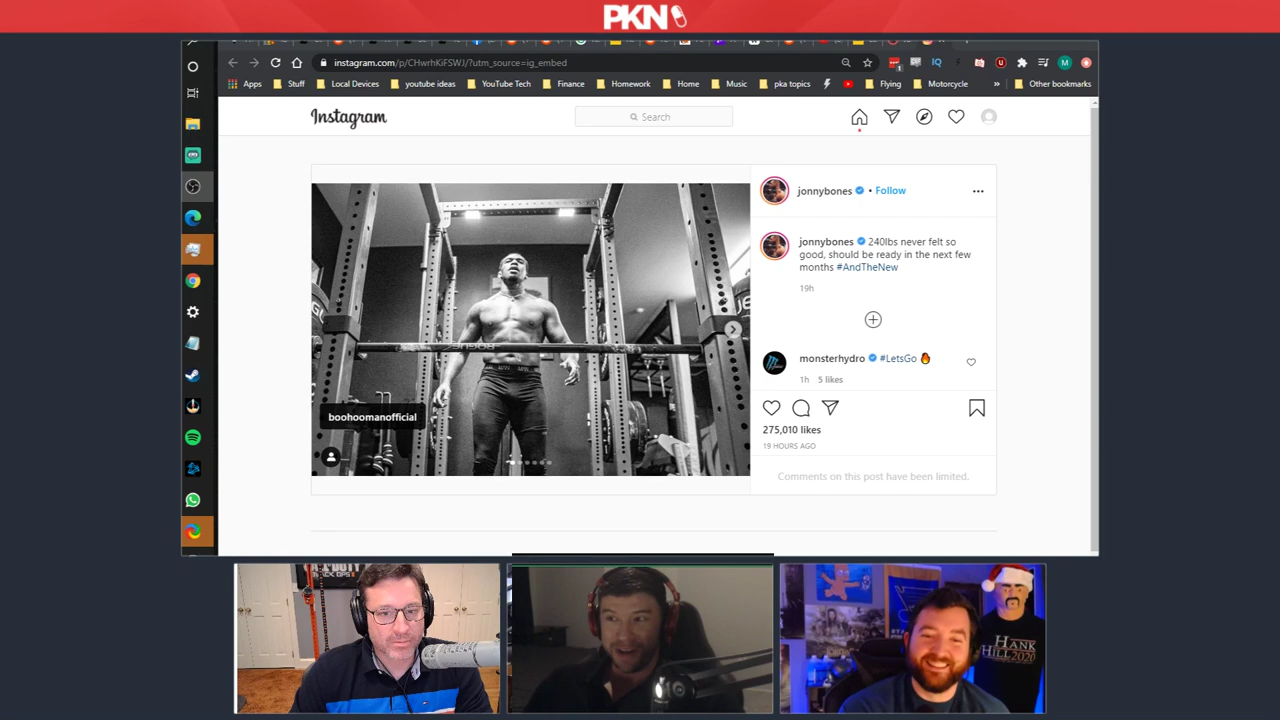 PKN
instagram.com/p/CHwrhKiFSWJ/?utm_source=ig_embed
Apps Stuff Local Devices youtube ideas YouTube Tech Finance Homework Home Music pka topics Flying Motorcycle » Other bookmarks
Instagram
Search
jonnybones • Follow
jonnybones 240lbs never felt so
good, should be ready in the next few
months #AndTheNew
19h
monsterhydro #LetsGo
1h 5 likes
boohoomanofficial
275,010 likes
19 HOURS AGO
Comments on this post have been limited.
HANK
HILL 2020